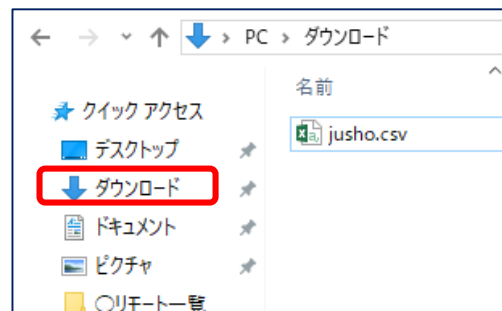 PC › ダウンロード
名前
クイック アクセス
jusho.csv
デスクトップ
ダウンロード
ドキュメント
ピクチャ
○リモート一覧